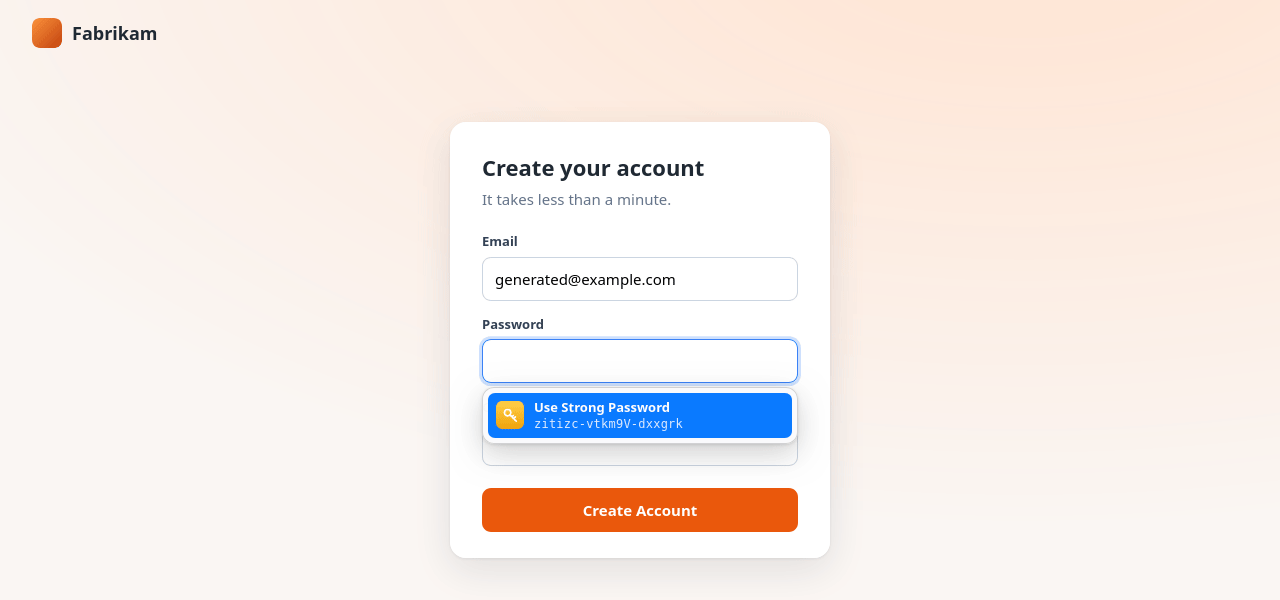 Fabrikam
Create your account
It takes less than a minute.
Email
generated@example.com
Password
Use Strong Password
zitizc-vtkm9V-dxxgrk
Create Account